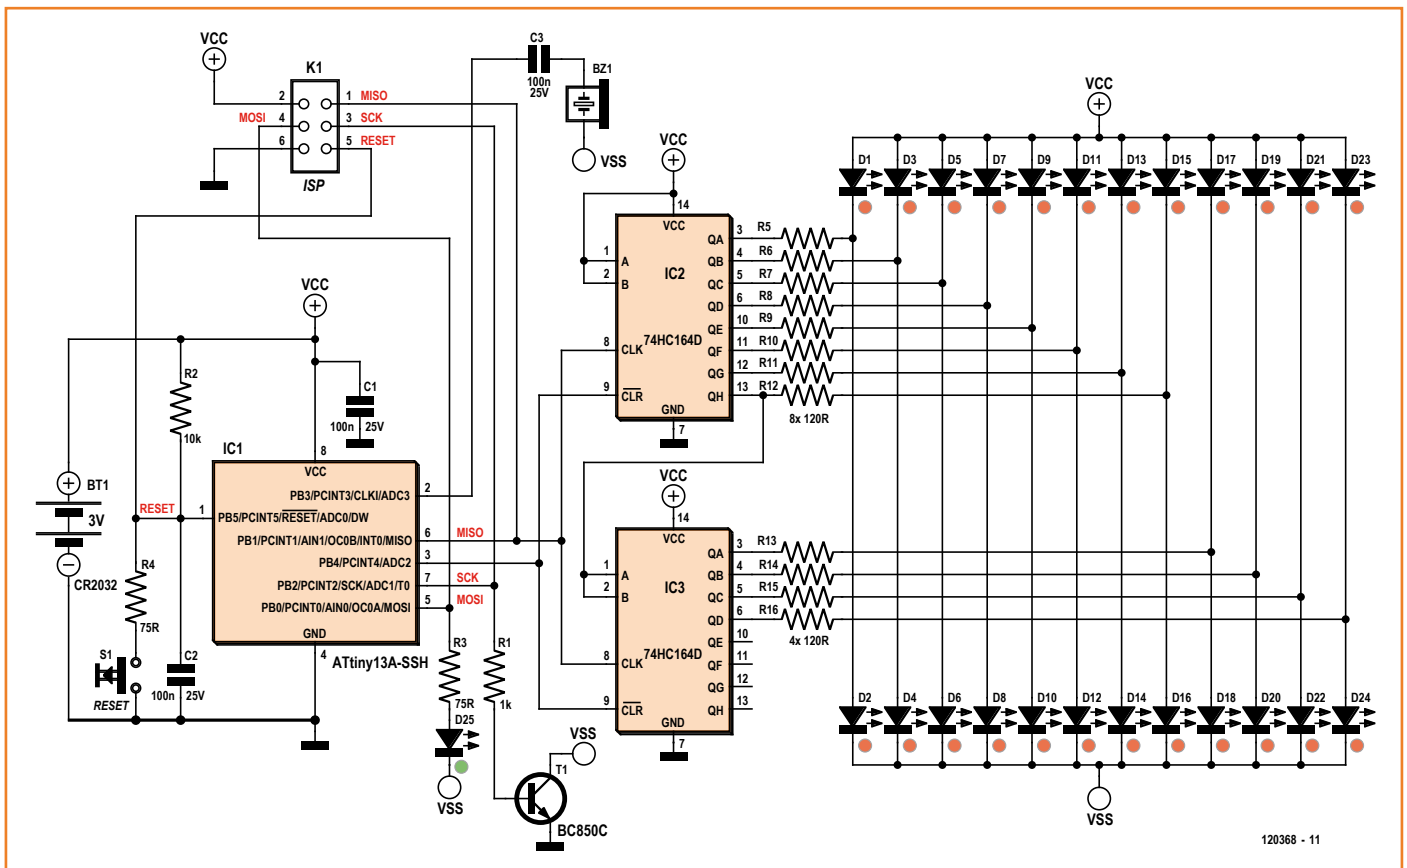 VCC
K1
2
1
MISO
MOSI
4
3
SCK
6
5
RESET
ISP
C3
100n
25V
BZ1
VSS
VCC
14
VCC
1
A
2
B
IC2
74HC164D
8
CLK
9
CLR
GND
7
QA
3
R5
QB
4
R6
QC
5
R7
QD
6
R8
QE
10
R9
QF
11
R10
QG
12
R11
QH
13
R12
8x 120R
VCC
D1
D3
D5
D7
D9
D11
D13
D15
D17
D19
D21
D23
VCC
R2
10k
C1
100n
25V
BT1
3V
CR2032
RESET
R4
75R
S1
RESET
C2
100n
25V
IC1
8
VCC
PB3/PCINT3/CLKI/ADC3
2
1
PB5/PCINT5/RESET/ADC0/DW
PB1/PCINT1/AIN1/OC0B/INT0/MISO
6
MISO
PB4/PCINT4/ADC2
3
PB2/PCINT2/SCK/ADC1/T0
7
SCK
PB0/PCINT0/AIN0/OC0A/MOSI
5
MOSI
GND
4
ATtiny13A-SSH
R3
75R
D25
VSS
R1
1k
T1
VSS
BC850C
VCC
14
VCC
1
A
2
B
IC3
74HC164D
8
CLK
9
CLR
GND
7
QA
3
R13
QB
4
R14
QC
5
R15
QD
6
R16
QE
10
QF
11
QG
12
QH
13
4x 120R
D2
D4
D6
D8
D10
D12
D14
D16
D18
D20
D22
D24
VSS
120368 - 11